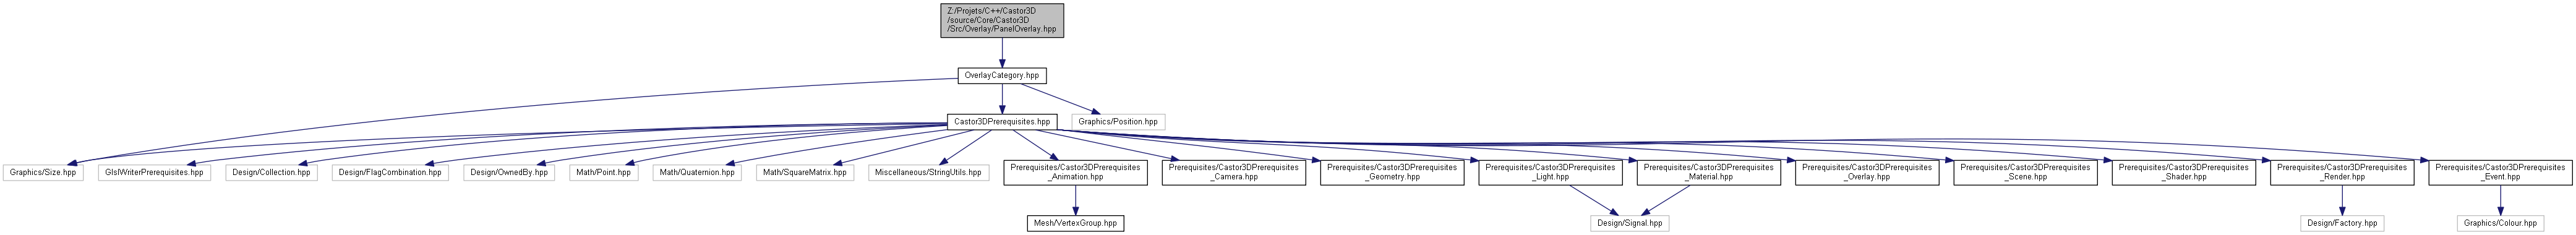 Z:/Projets/C++/Castor3D
/source/Core/Castor3D
/Src/Overlay/PanelOverlay.hpp
OverlayCategory.hpp
Castor3DPrerequisites.hpp
Graphics/Position.hpp
Graphics/Size.hpp
GlslWriterPrerequisites.hpp
Design/Collection.hpp
Design/FlagCombination.hpp
Design/OwnedBy.hpp
Math/Point.hpp
Math/Quaternion.hpp
Math/SquareMatrix.hpp
Miscellaneous/StringUtils.hpp
Prerequisites/Castor3DPrerequisites
_Animation.hpp
Prerequisites/Castor3DPrerequisites
_Camera.hpp
Prerequisites/Castor3DPrerequisites
_Geometry.hpp
Prerequisites/Castor3DPrerequisites
_Light.hpp
Prerequisites/Castor3DPrerequisites
_Material.hpp
Prerequisites/Castor3DPrerequisites
_Overlay.hpp
Prerequisites/Castor3DPrerequisites
_Scene.hpp
Prerequisites/Castor3DPrerequisites
_Shader.hpp
Prerequisites/Castor3DPrerequisites
_Render.hpp
Prerequisites/Castor3DPrerequisites
_Event.hpp
Mesh/VertexGroup.hpp
Design/Signal.hpp
Design/Factory.hpp
Graphics/Colour.hpp